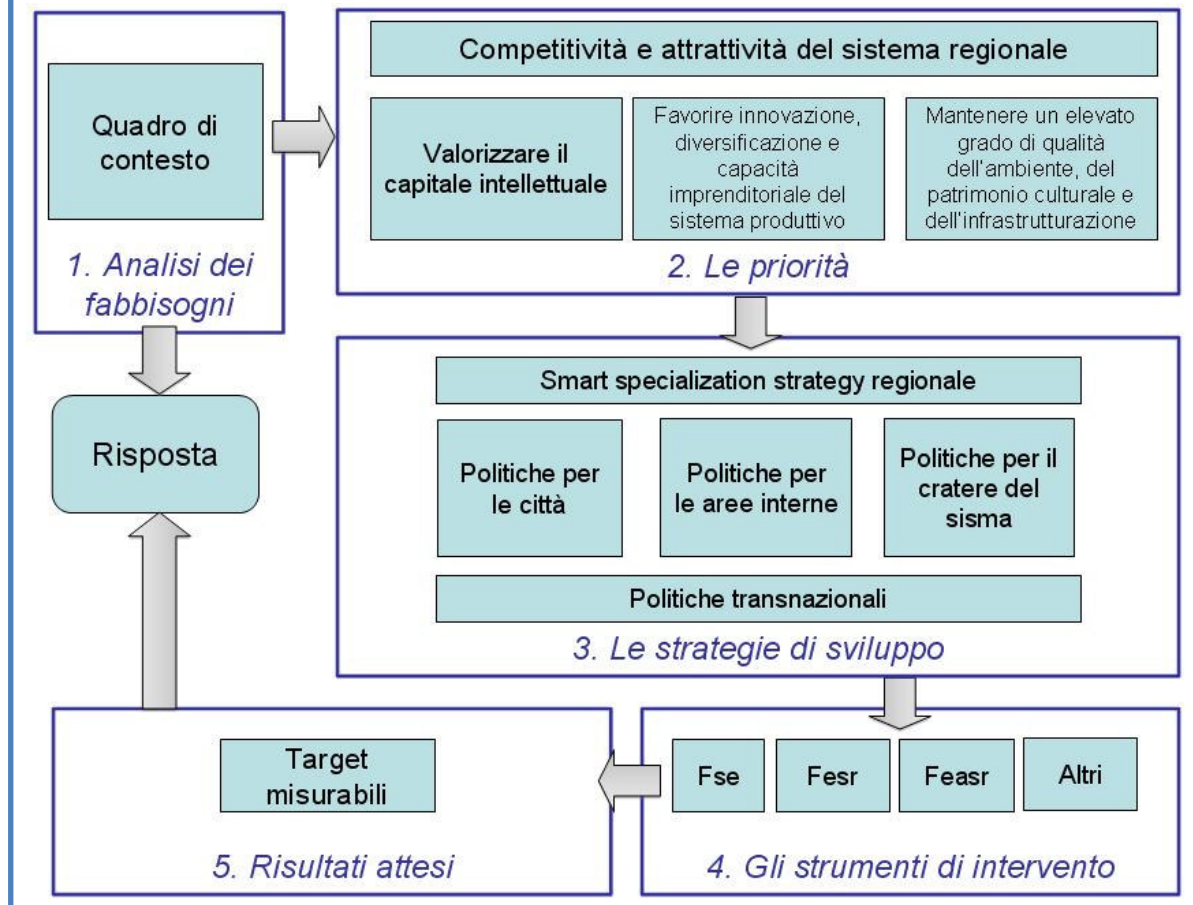 Quadro di
contesto
1. Analisi dei
fabbisogni
Competitività e attrattività del sistema regionale
Valorizzare il
capitale intellettuale
Favorire innovazione,
diversificazione e
capacità
imprenditoriale del
sistema produttivo
Mantenere un elevato
grado di qualità
dell'ambiente, del
patrimonio culturale e
dell'infrastrutturazione
2. Le priorità
Risposta
Smart specialization strategy regionale
Politiche per
le città
Politiche per
le aree interne
Politiche per il
cratere del
sisma
Politiche transnazionali
3. Le strategie di sviluppo
Fse
Fesr
Feasr
Altri
4. Gli strumenti di intervento
Target
misurabili
5. Risultati attesi